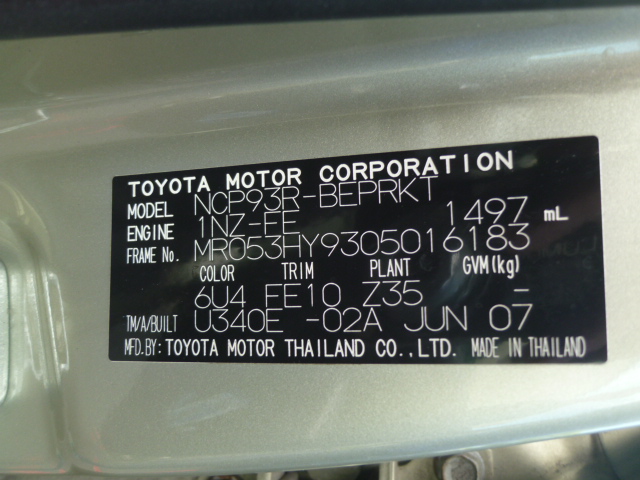 TOYOTA MOTOR CORPORATION
MODEL NCP93R-BEPRKT
ENGINE 1NZ-FE 1497 mL
FRAME No. MR053HY9305016183
COLOR TRIM PLANT GVM(kg)
6U4 FE10 Z35 -
TM/A/BUILT U340E -02A JUN 07
MFD.BY: TOYOTA MOTOR THAILAND CO.,LTD. MADE IN THAILAND